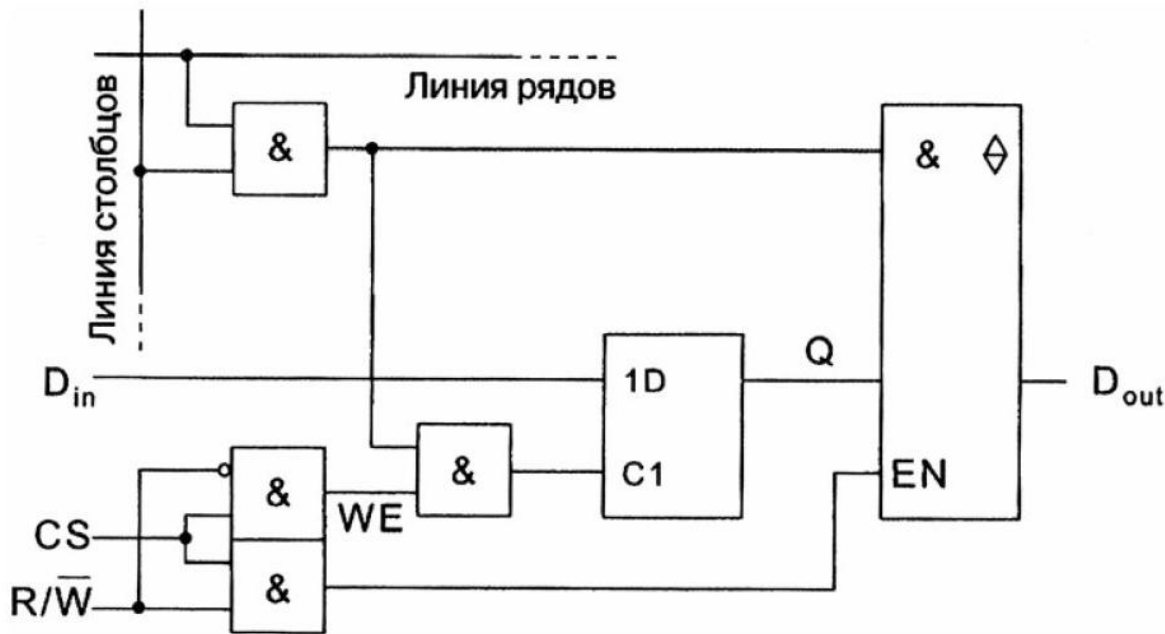 Линия рядов
Линия столбцов
&
& ⟠
D_in
1D
Q
D_out
C1
&
EN
&
WE
CS
&
R/W̅